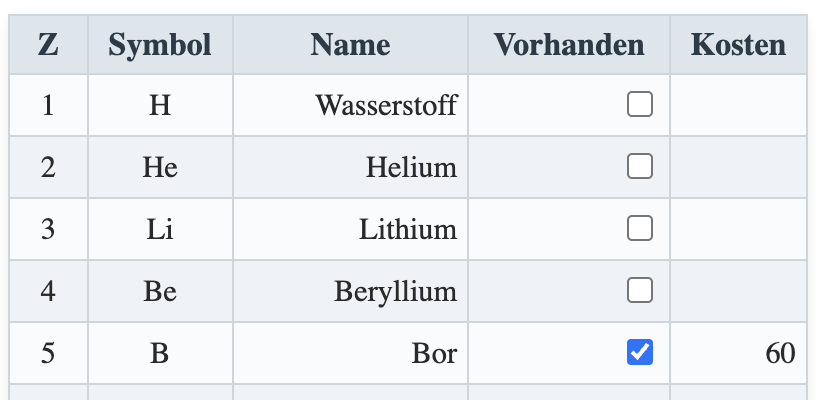 Z Symbol Name Vorhanden Kosten
1 H Wasserstoff
2 He Helium
3 Li Lithium
4 Be Beryllium
5 B Bor 60